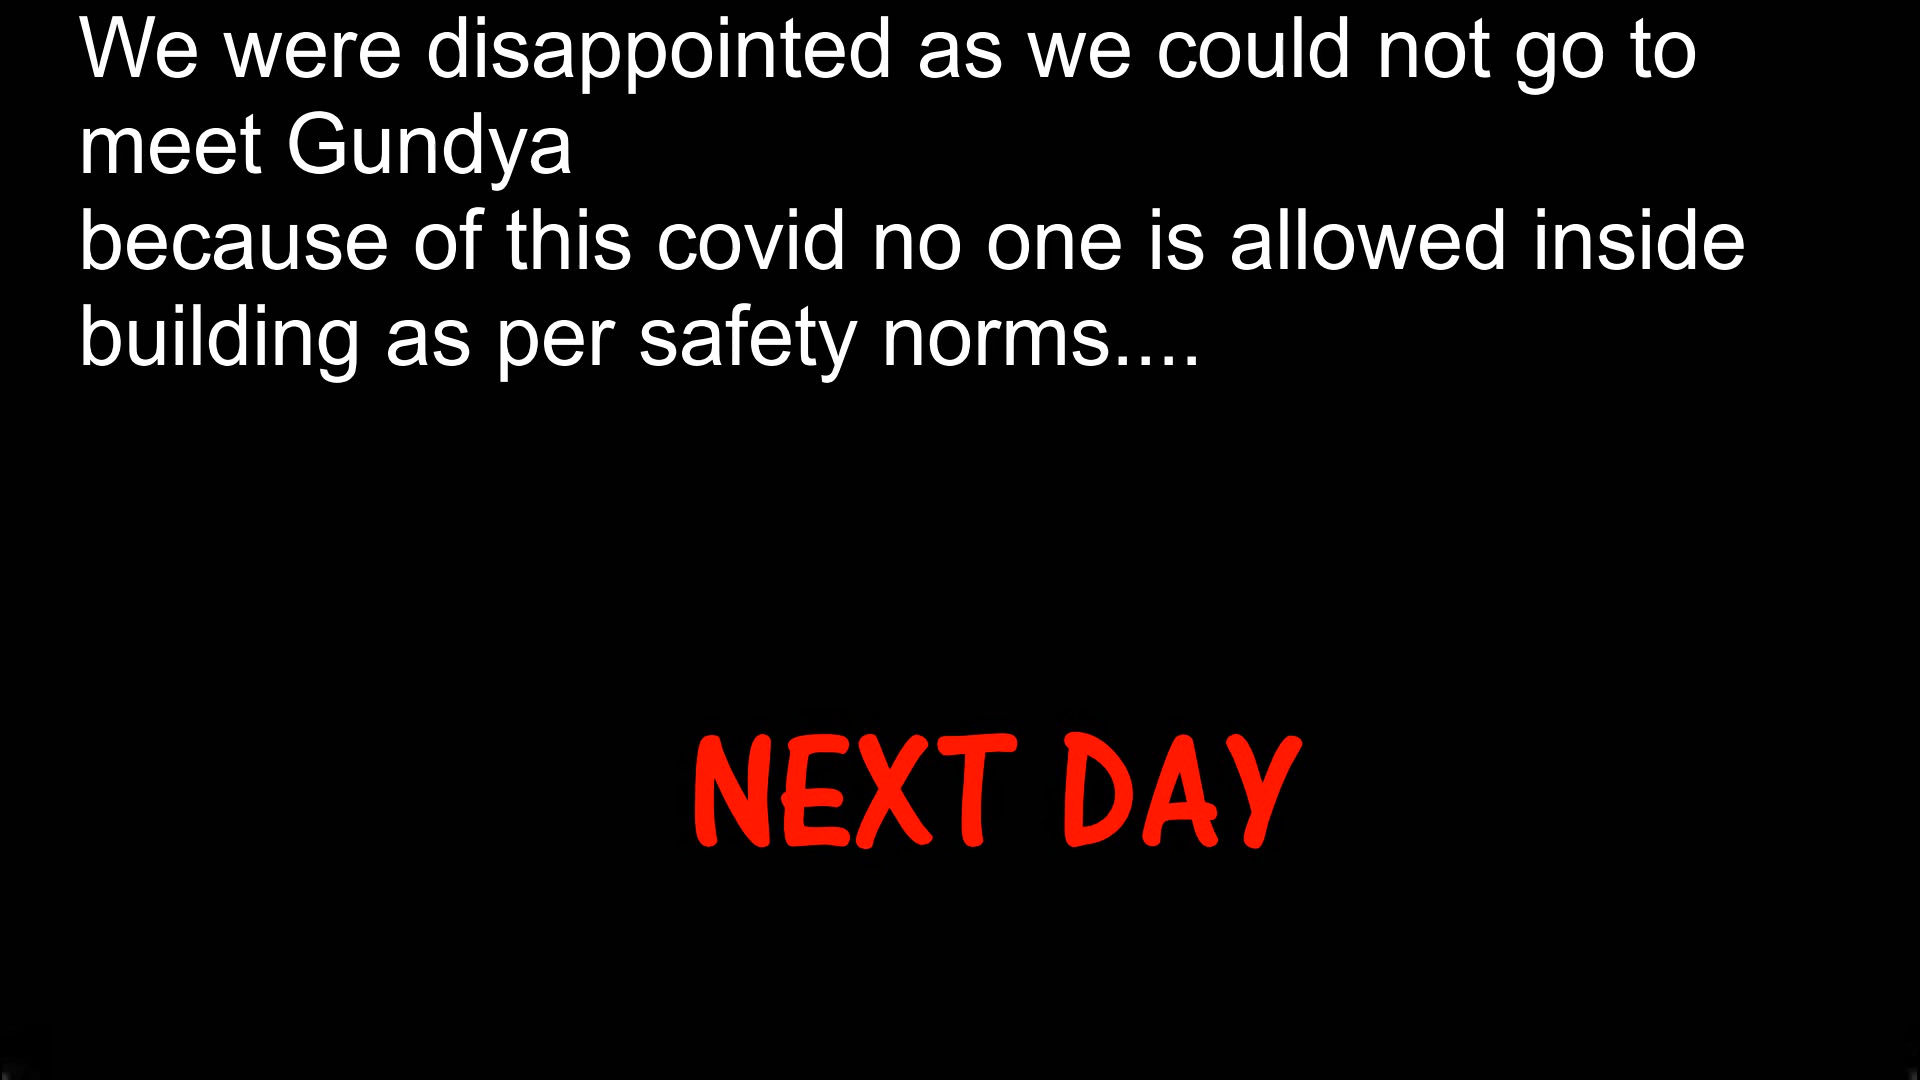 We were disappointed as we could not go to
meet Gundya
because of this covid no one is allowed inside
building as per safety norms....
NEXT DAY